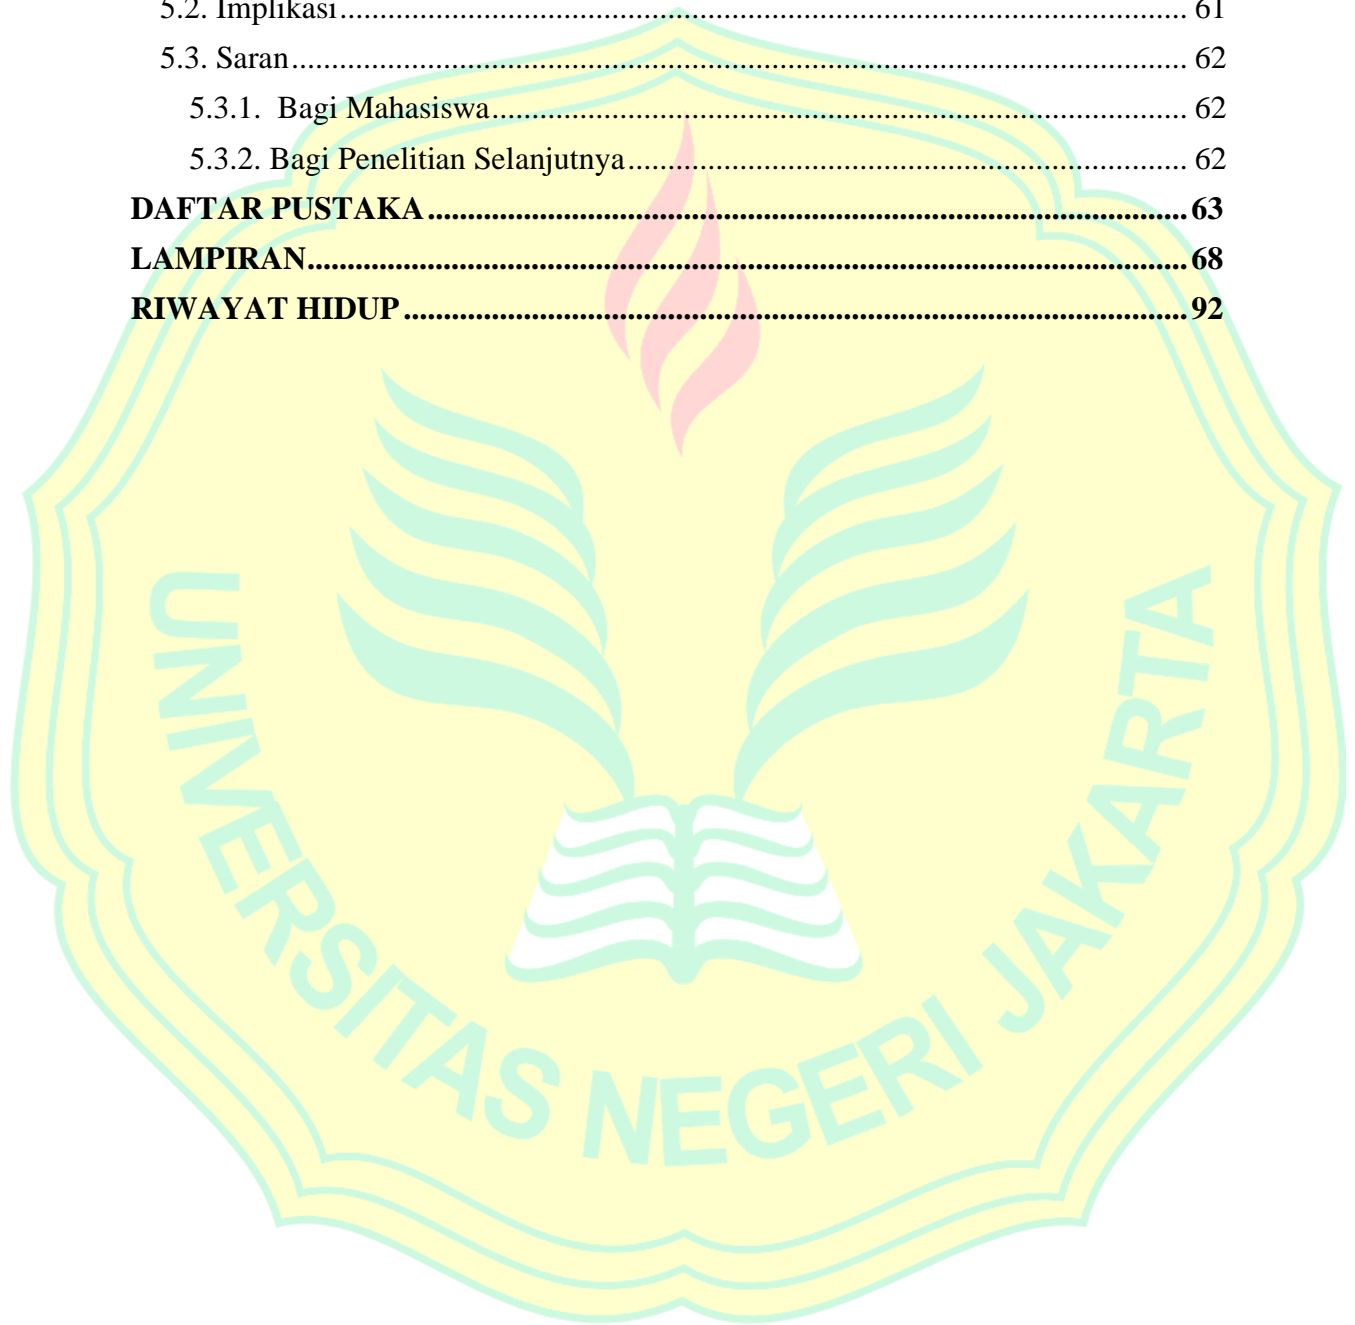 5.2. Implikasi........................................................................................................... 61
5.3. Saran................................................................................................................. 62
5.3.1.  Bagi Mahasiswa........................................................................................ 62
5.3.2. Bagi Penelitian Selanjutnya....................................................................... 62
DAFTAR PUSTAKA................................................................................................ 63
LAMPIRAN............................................................................................................... 68
RIWAYAT HIDUP................................................................................................... 92
UNIVERSITAS NEGERI JAKARTA